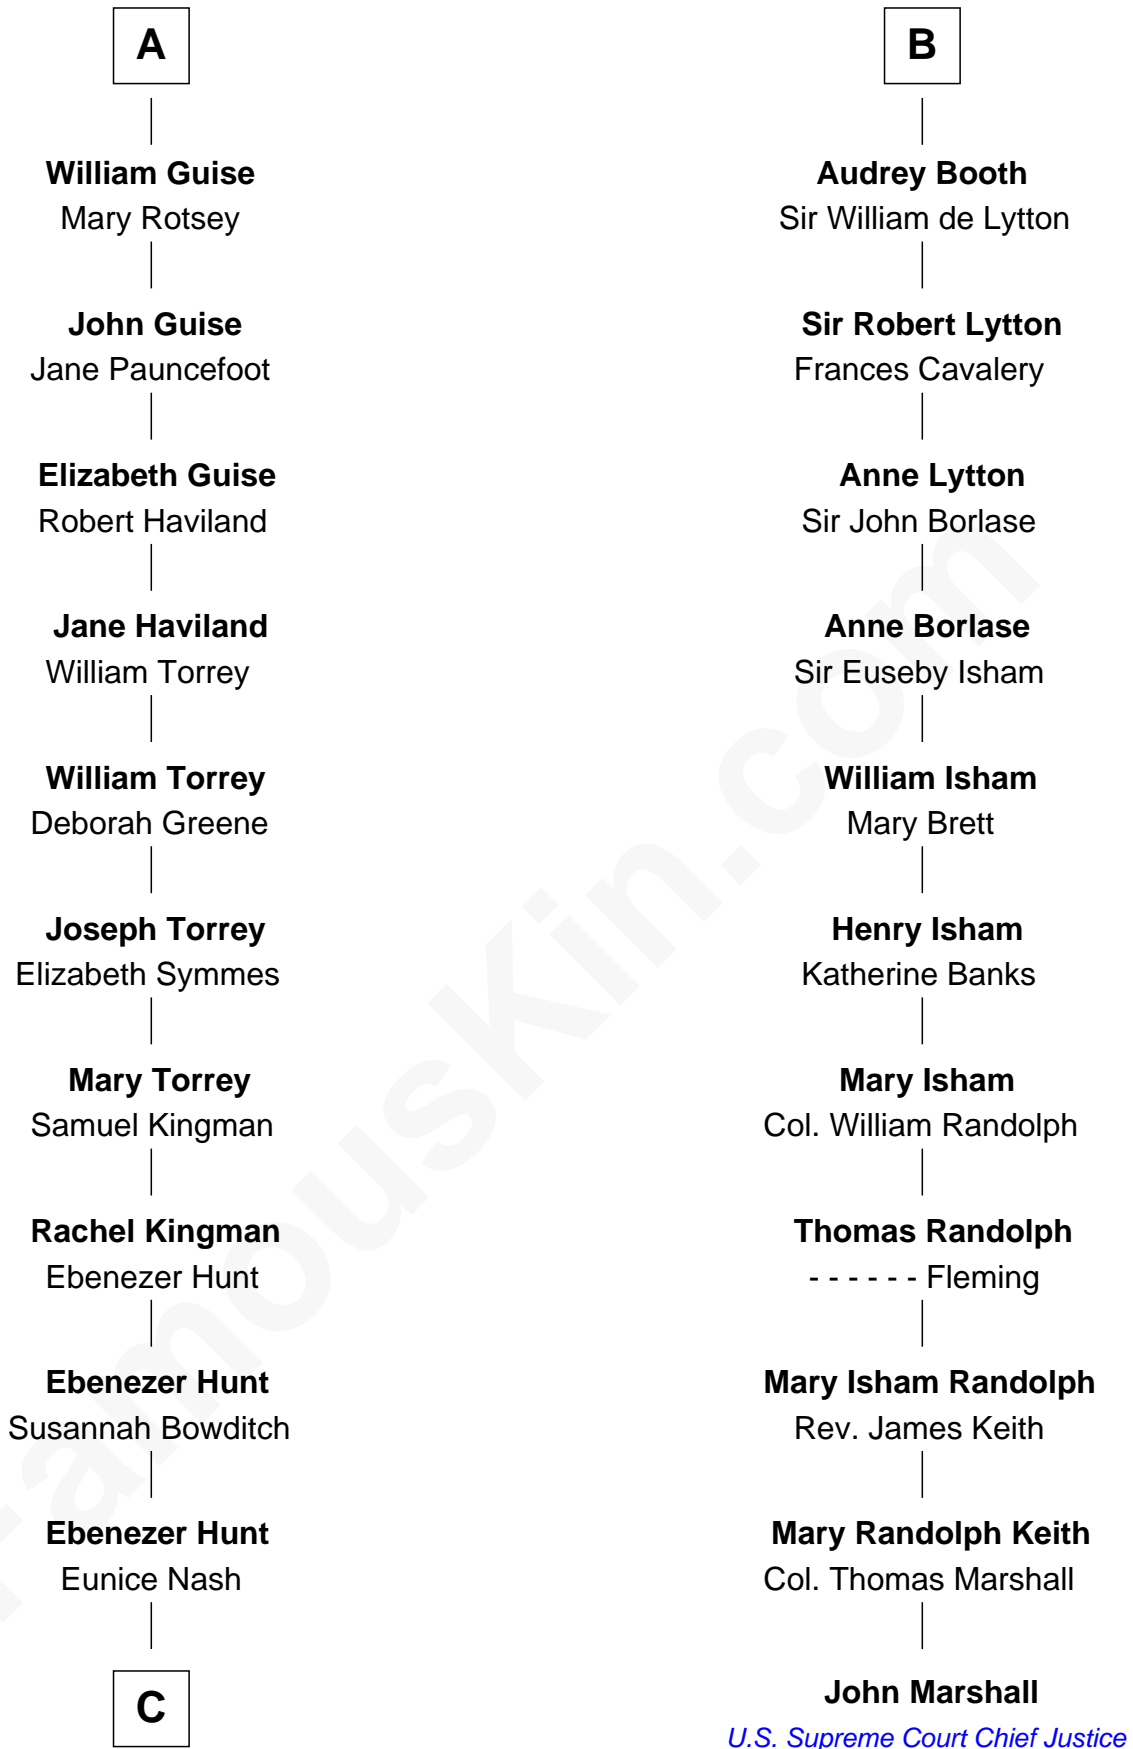 A
William Guise
Mary Rotsey
John Guise
Jane Pauncefoot
Elizabeth Guise
Robert Haviland
Jane Haviland
William Torrey
William Torrey
Deborah Greene
Joseph Torrey
Elizabeth Symmes
Mary Torrey
Samuel Kingman
Rachel Kingman
Ebenezer Hunt
Ebenezer Hunt
Susannah Bowditch
Ebenezer Hunt
Eunice Nash
C
B
Audrey Booth
Sir William de Lytton
Sir Robert Lytton
Frances Cavalery
Anne Lytton
Sir John Borlase
Anne Borlase
Sir Euseby Isham
William Isham
Mary Brett
Henry Isham
Katherine Banks
Mary Isham
Col. William Randolph
Thomas Randolph
- - - - - - Fleming
Mary Isham Randolph
Rev. James Keith
Mary Randolph Keith
Col. Thomas Marshall
John Marshall
U.S. Supreme Court Chief Justice
FamousKin.com